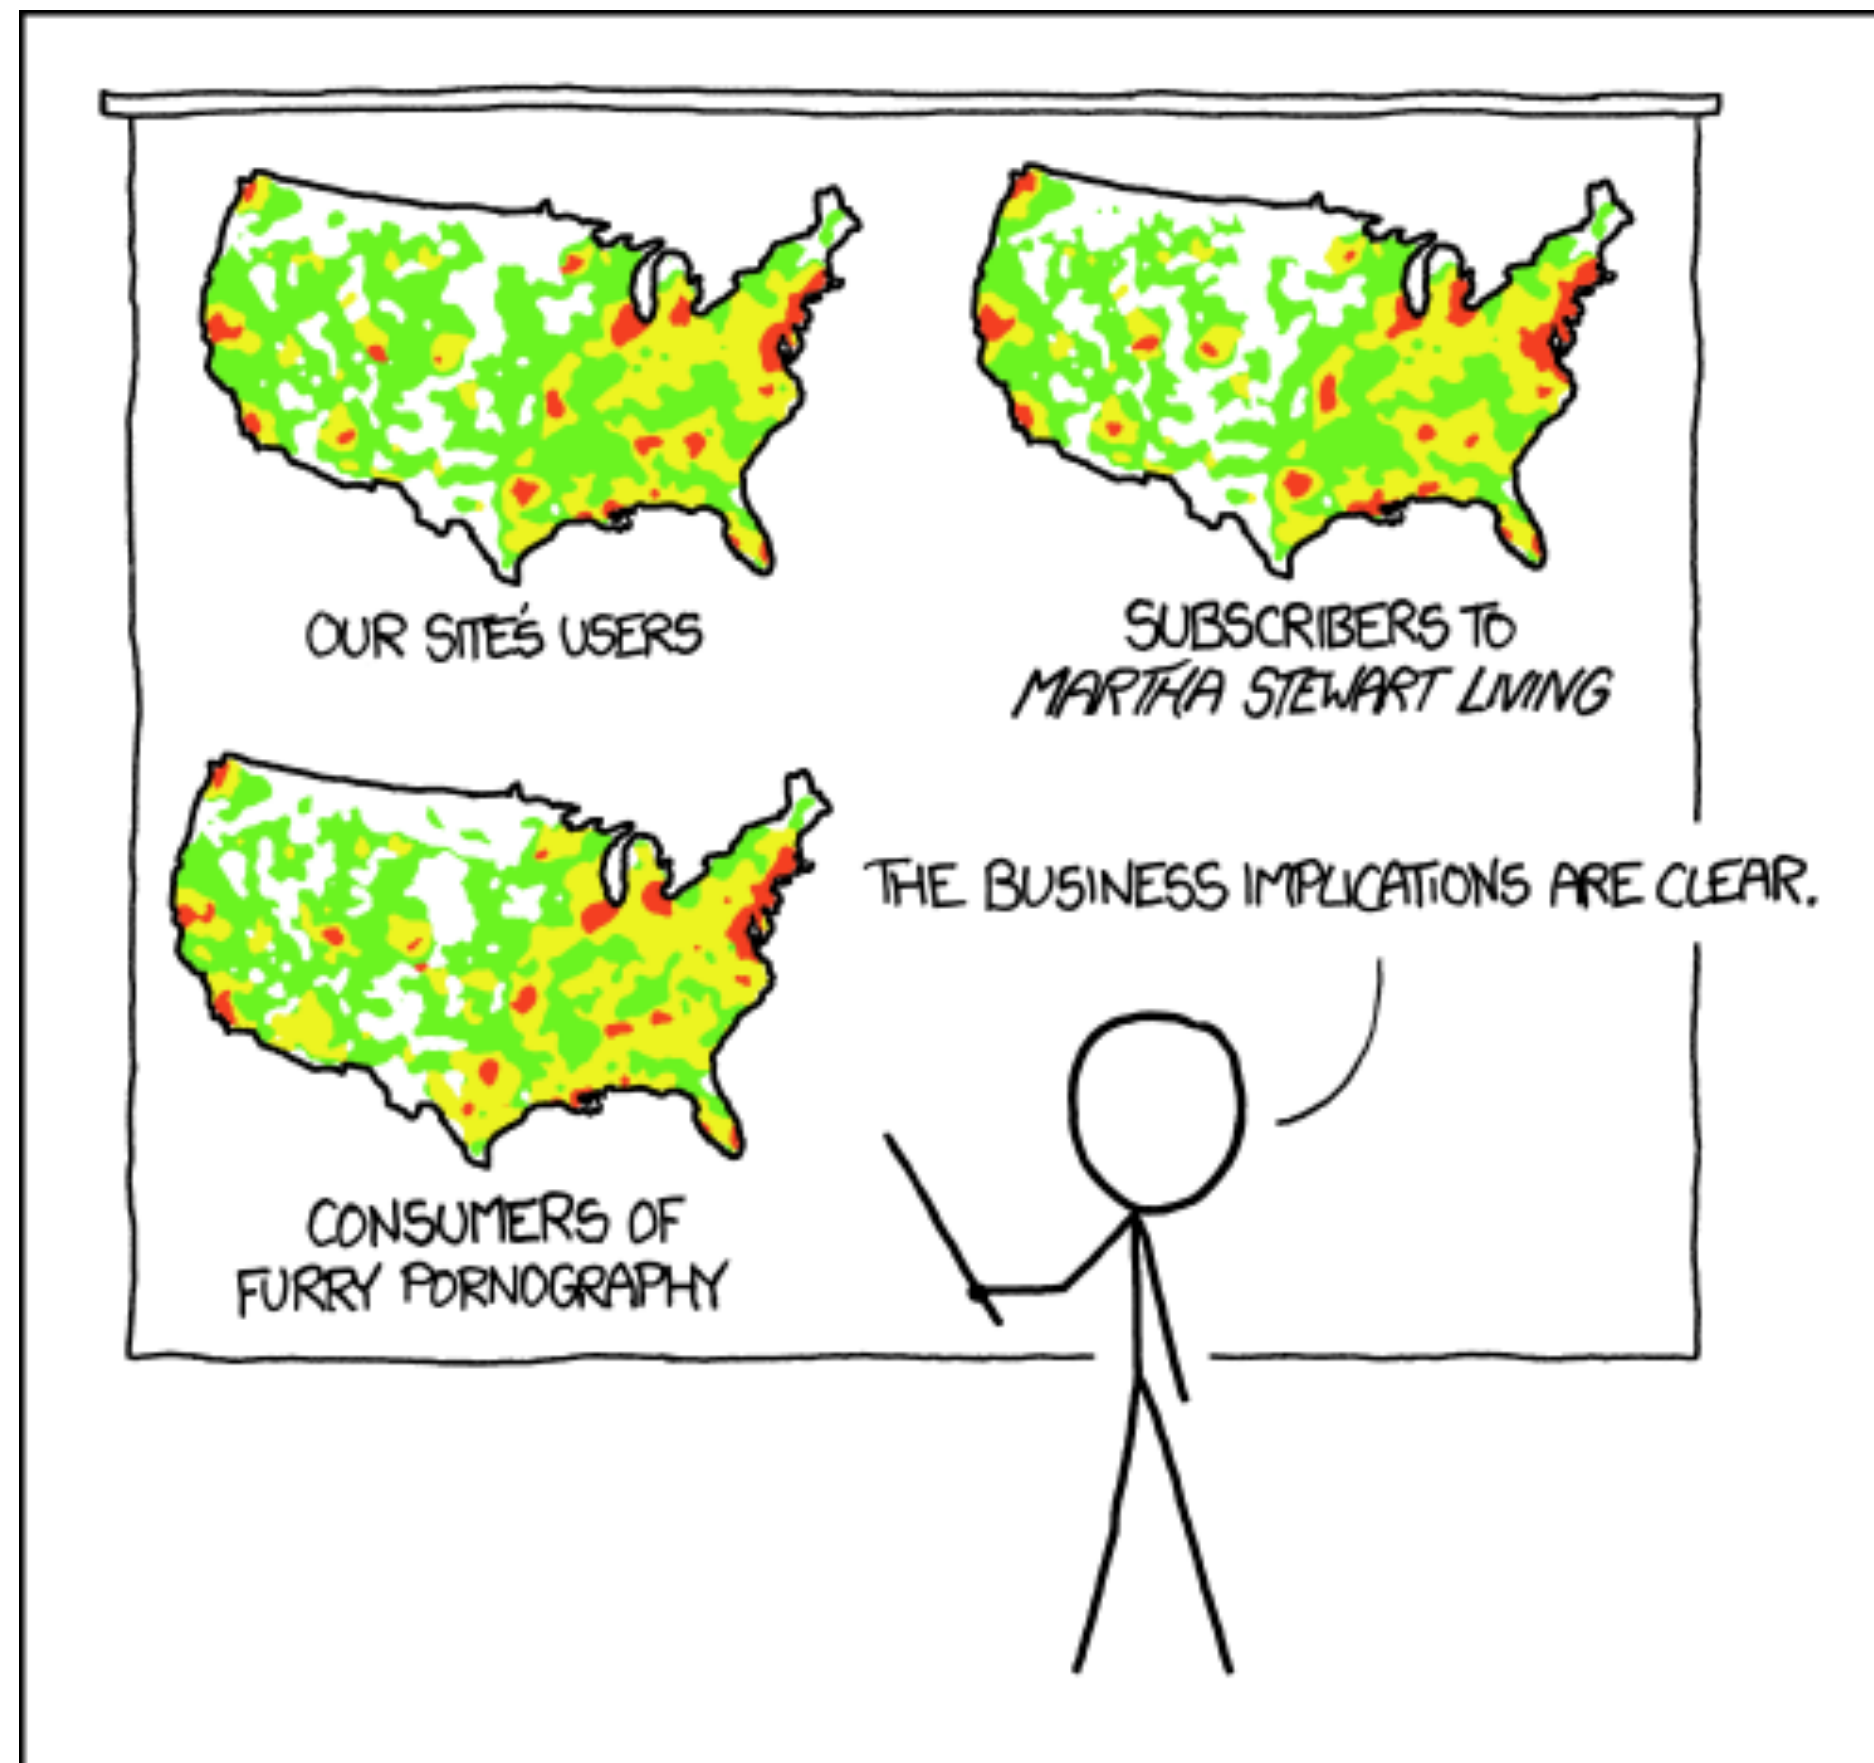 OUR SITE'S USERS
SUBSCRIBERS TO
MARTHA STEWART LIVING
CONSUMERS OF
FURRY PORNOGRAPHY
THE BUSINESS IMPLICATIONS ARE CLEAR.